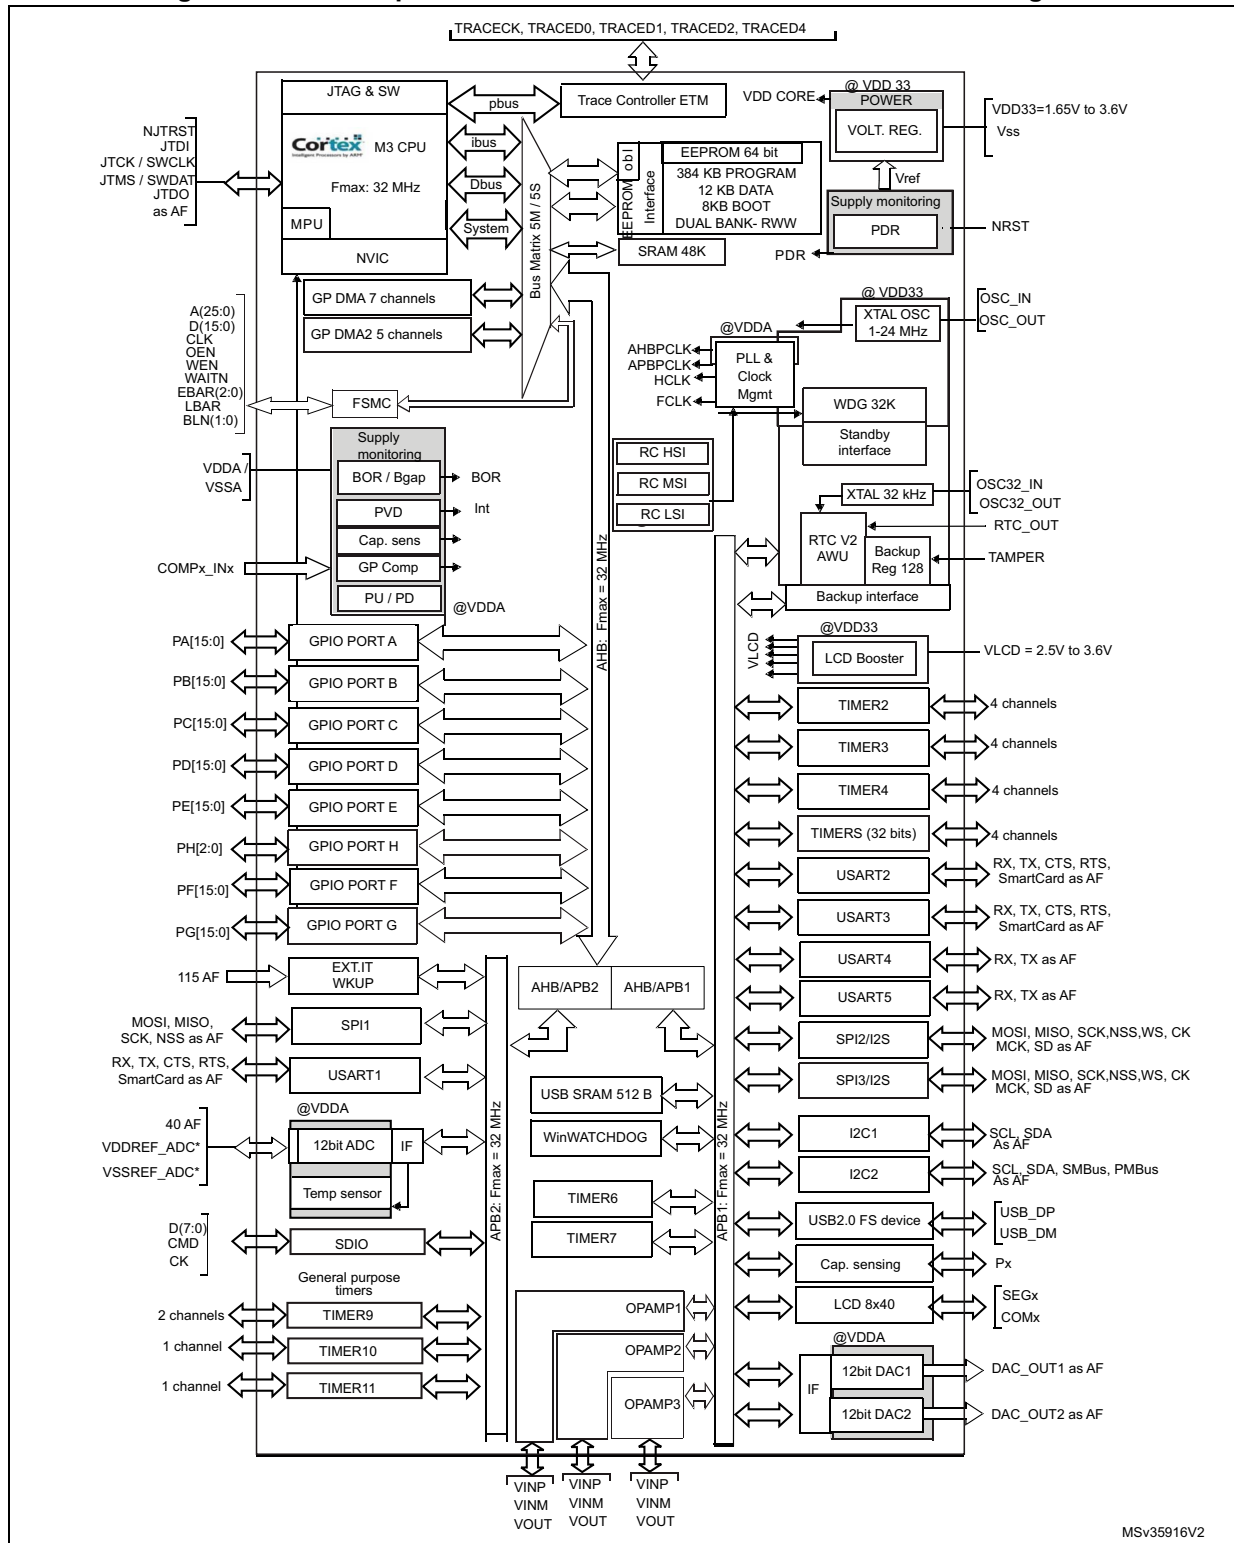 TRACECK, TRACED0, TRACED1, TRACED2, TRACED4
JTAG & SW
pbus
Trace Controller ETM
VDD CORE
@ VDD 33
POWER
VOLT. REG.
VDD33=1.65V to 3.6V
Vss
NJTRST
JTDI
JTCK / SWCLK
JTMS / SWDAT
JTDO
as AF
Cortex
Intelligent Processors by ARM
M3 CPU
Fmax: 32 MHz
MPU
NVIC
ibus
Dbus
System
Bus Matrix 5M / 5S
EEPROM obl
Interface
EEPROM 64 bit
384 KB PROGRAM
12 KB DATA
8KB BOOT
DUAL BANK- RWW
SRAM 48K
Vref
Supply monitoring
PDR
PDR
NRST
GP DMA 7 channels
GP DMA2 5 channels
A(25:0)
D(15:0)
CLK
OEN
WEN
WAITN
EBAR(2:0)
LBAR
BLN(1:0)
FSMC
@ VDD33
XTAL OSC
1-24 MHz
OSC_IN
OSC_OUT
@VDDA
PLL &
Clock
Mgmt
AHBPCLK
APBPCLK
HCLK
FCLK
WDG 32K
Standby
interface
RC HSI
RC MSI
RC LSI
XTAL 32 kHz
OSC32_IN
OSC32_OUT
RTC V2
AWU
RTC_OUT
Backup
Reg 128
TAMPER
Backup interface
Supply
monitoring
VDDA /
VSSA
BOR / Bgap
BOR
PVD
Int
Cap. sens
COMPx_INx
GP Comp
PU / PD
@VDDA
AHB: Fmax = 32 MHz
@VDD33
VLCD
LCD Booster
VLCD = 2.5V to 3.6V
PA[15:0]
GPIO PORT A
PB[15:0]
GPIO PORT B
PC[15:0]
GPIO PORT C
PD[15:0]
GPIO PORT D
PE[15:0]
GPIO PORT E
PH[2:0]
GPIO PORT H
PF[15:0]
GPIO PORT F
PG[15:0]
GPIO PORT G
TIMER2
4 channels
TIMER3
4 channels
TIMER4
4 channels
TIMERS (32 bits)
4 channels
USART2
RX, TX, CTS, RTS,
SmartCard as AF
USART3
RX, TX, CTS, RTS,
SmartCard as AF
USART4
RX, TX as AF
USART5
RX, TX as AF
SPI2/I2S
MOSI, MISO, SCK,NSS,WS, CK
MCK, SD as AF
SPI3/I2S
MOSI, MISO, SCK,NSS,WS, CK
MCK, SD as AF
I2C1
SCL, SDA
As AF
I2C2
SCL, SDA, SMBus, PMBus
As AF
USB2.0 FS device
USB_DP
USB_DM
Cap. sensing
Px
LCD 8x40
SEGx
COMx
@VDDA
IF
12bit DAC1
DAC_OUT1 as AF
12bit DAC2
DAC_OUT2 as AF
115 AF
EXT.IT
WKUP
MOSI, MISO,
SCK, NSS as AF
SPI1
RX, TX, CTS, RTS,
SmartCard as AF
USART1
@VDDA
40 AF
VDDREF_ADC*
VSSREF_ADC*
12bit ADC
IF
Temp sensor
D(7:0)
CMD
CK
SDIO
General purpose
timers
2 channels
TIMER9
1 channel
TIMER10
1 channel
TIMER11
APB2: Fmax = 32 MHz
AHB/APB2
AHB/APB1
USB SRAM 512 B
WinWATCHDOG
TIMER6
TIMER7
APB1: Fmax = 32 MHz
OPAMP1
OPAMP2
OPAMP3
VINP
VINM
VOUT
VINP
VINM
VOUT
VINP
VINM
VOUT
MSv35916V2